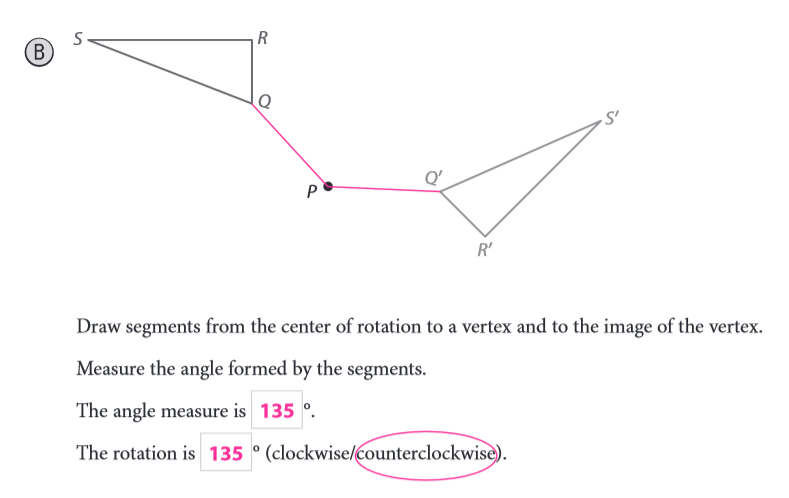 B
S
R
Q
P
Q′
S′
R′
Draw segments from the center of rotation to a vertex and to the image of the vertex.
Measure the angle formed by the segments.
The angle measure is 135 °.
The rotation is 135 ° (clockwise/counterclockwise).